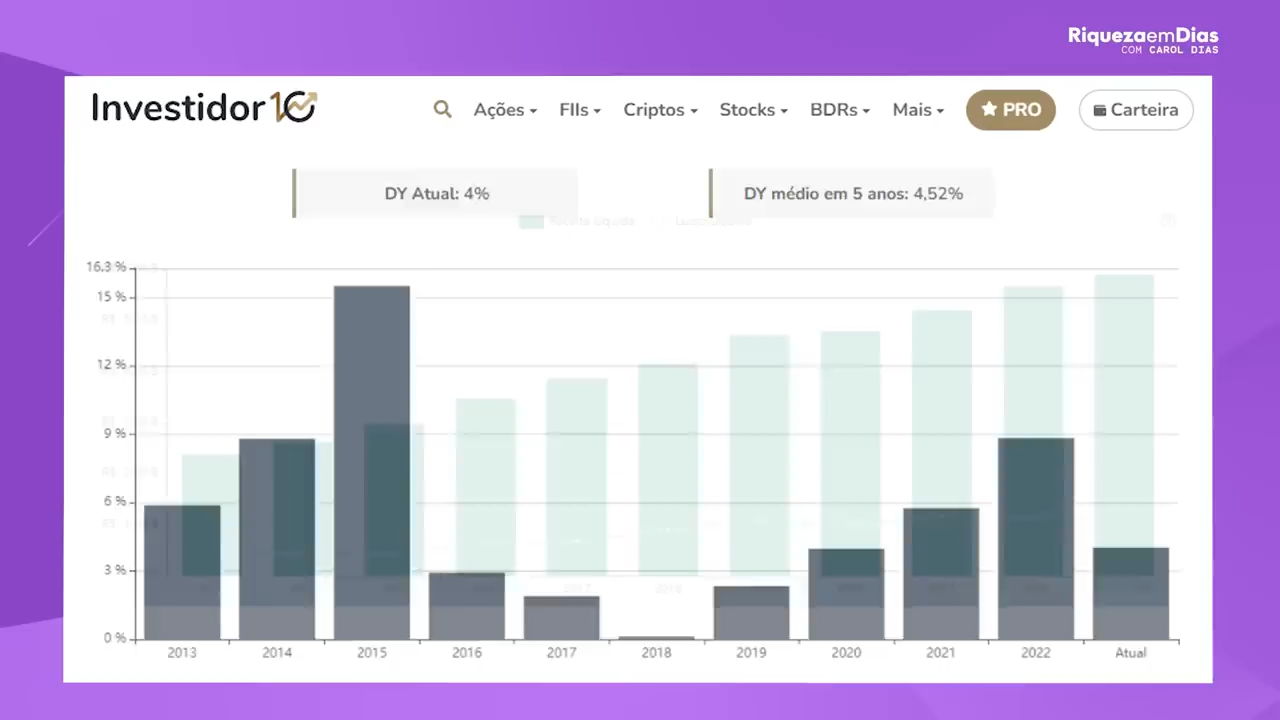 RiquezaemDias
COM CAROL DIAS
Investidor10
Ações
FIIs
Criptos
Stocks
BDRs
Mais
PRO
Carteira
DY Atual: 4%
DY médio em 5 anos: 4,52%
16.3 %
15 %
12 %
9 %
6 %
3 %
0 %
2013 2014 2015 2016 2017 2018 2019 2020 2021 2022 Atual